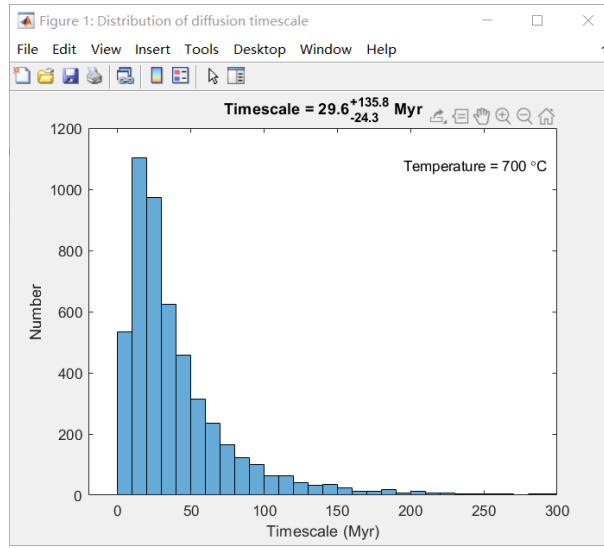 Figure 1: Distribution of diffusion timescale
File Edit View Insert Tools Desktop Window Help
Timescale = 29.6+135.8-24.3 Myr
Temperature = 700 °C
1200
1000
800
600
400
200
0
Number
0 50 100 150 200 250 300
Timescale (Myr)